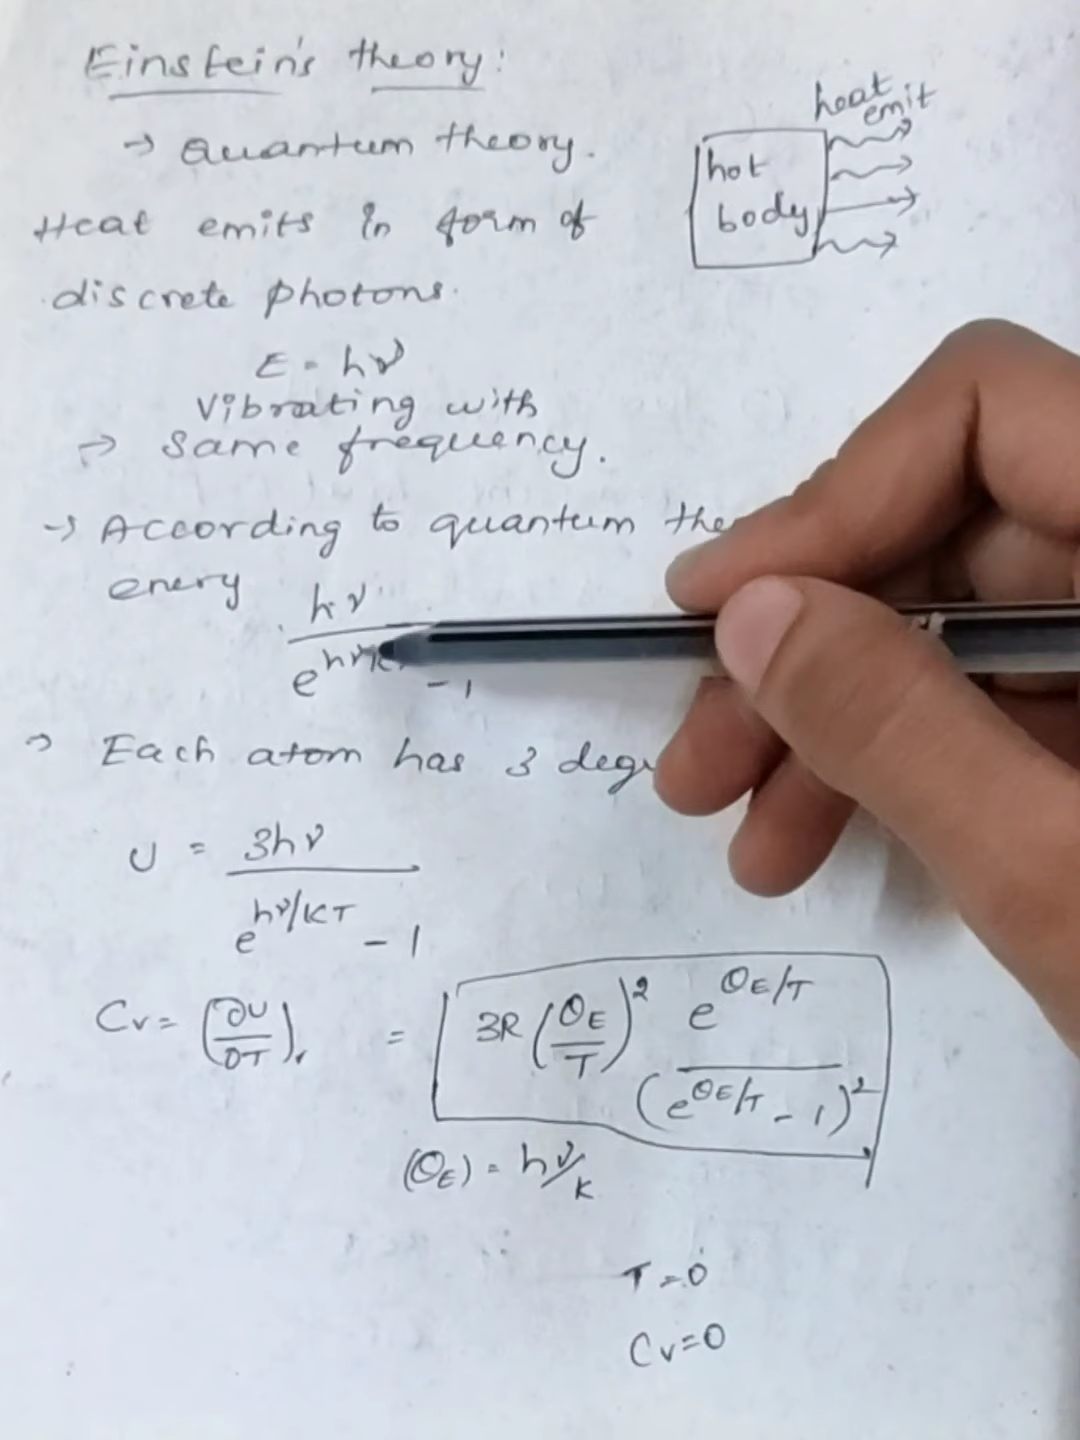 Einstein's theory:
→ Quantum theory.
heat
emit
hot
body
Heat emits in form of
discrete photons.
E = hν
Vibrating with
→ Same frequency.
→ According to quantum the
enery
hν
e^hν/K -1
→ Each atom has 3 deg
U = 3hν / e^hν/KT - 1
Cv = (∂U/∂T)v = 3R (θE/T)² e^θE/T / (e^θE/T - 1)²
(θE) = hν/K
T = 0
Cv = 0